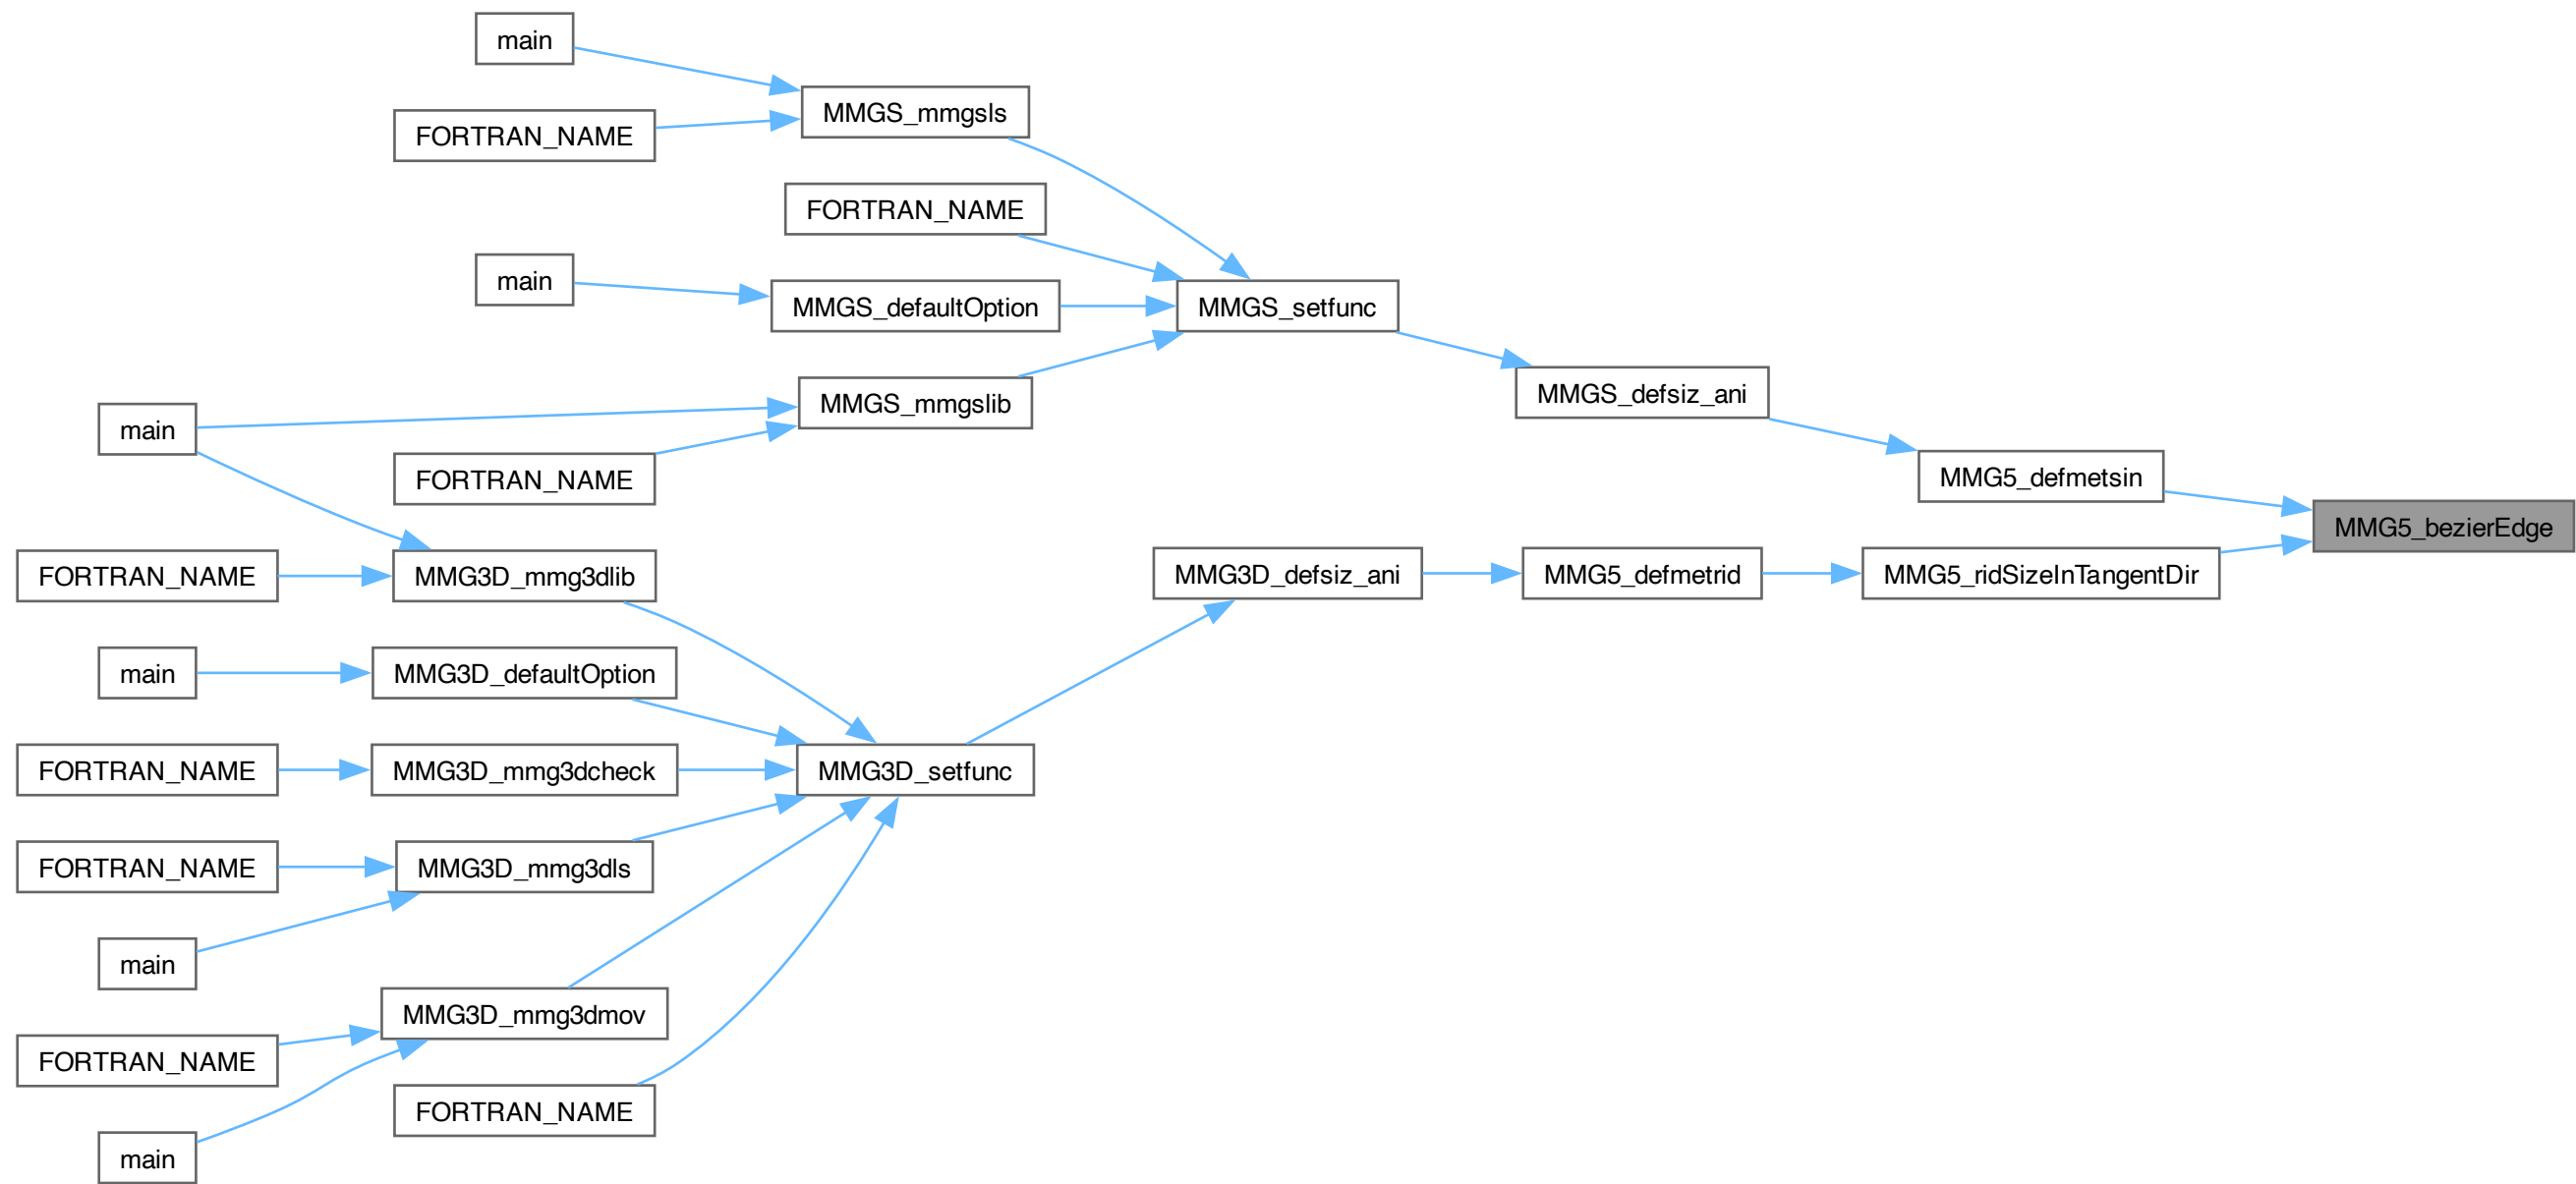 main
MMGS_mmgsls
FORTRAN_NAME
FORTRAN_NAME
main
MMGS_defaultOption
MMGS_setfunc
MMGS_mmgslib
main
MMGS_defsiz_ani
FORTRAN_NAME
MMG5_defmetsin
MMG5_bezierEdge
FORTRAN_NAME
MMG3D_mmg3dlib
MMG3D_defsiz_ani
MMG5_defmetrid
MMG5_ridSizeInTangentDir
main
MMG3D_defaultOption
FORTRAN_NAME
MMG3D_mmg3dcheck
MMG3D_setfunc
FORTRAN_NAME
MMG3D_mmg3dls
main
MMG3D_mmg3dmov
FORTRAN_NAME
FORTRAN_NAME
main